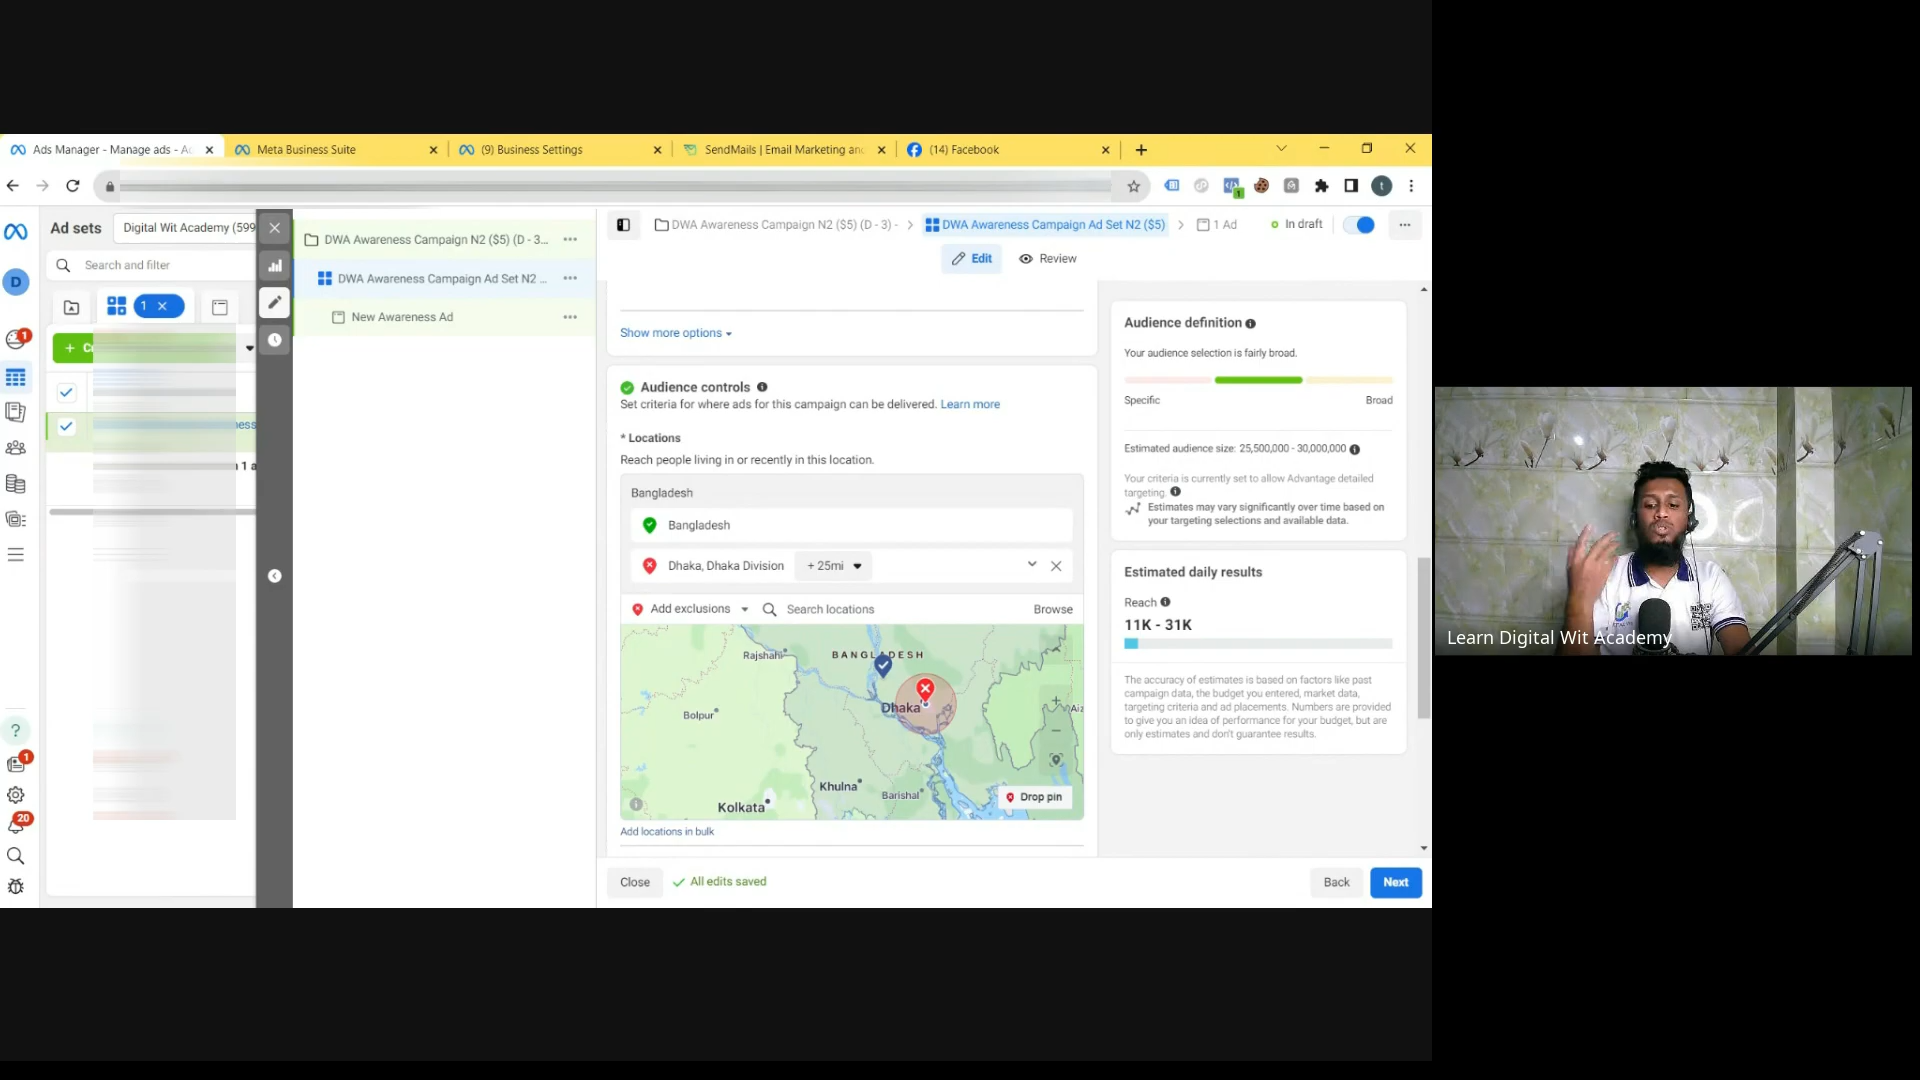 Ads Manager - Manage ads - Ad
Meta Business Suite
(9) Business Settings
SendMails | Email Marketing and
(14) Facebook
t
Ad sets
Digital Wit Academy (599
Search and filter
D
1
1
DWA Awareness Campaign N2 ($5) (D - 3...
DWA Awareness Campaign Ad Set N2 ...
New Awareness Ad
DWA Awareness Campaign N2 ($5) (D - 3) -
DWA Awareness Campaign Ad Set N2 ($5)
1 Ad
In draft
Edit
Review
Show more options
Audience controls
Set criteria for where ads for this campaign can be delivered. Learn more
* Locations
Reach people living in or recently in this location.
Bangladesh
Bangladesh
Dhaka, Dhaka Division
+ 25mi
Add exclusions
Search locations
Browse
Rajshahi
BANGLADESH
Dhaka
Bolpur
Khulna
Barishal
Kolkata
Drop pin
Add locations in bulk
Close
All edits saved
Back
Next
Audience definition
Your audience selection is fairly broad.
Specific
Broad
Estimated audience size: 25,500,000 - 30,000,000
Your criteria is currently set to allow Advantage detailed
targeting.
Estimates may vary significantly over time based on
your targeting selections and available data.
Estimated daily results
Reach
11K - 31K
The accuracy of estimates is based on factors like past
campaign data, the budget you entered, market data,
targeting criteria and ad placements. Numbers are provided
to give you an idea of performance for your budget, but are
only estimates and don't guarantee results.
1
20
Learn Digital Wit Academy